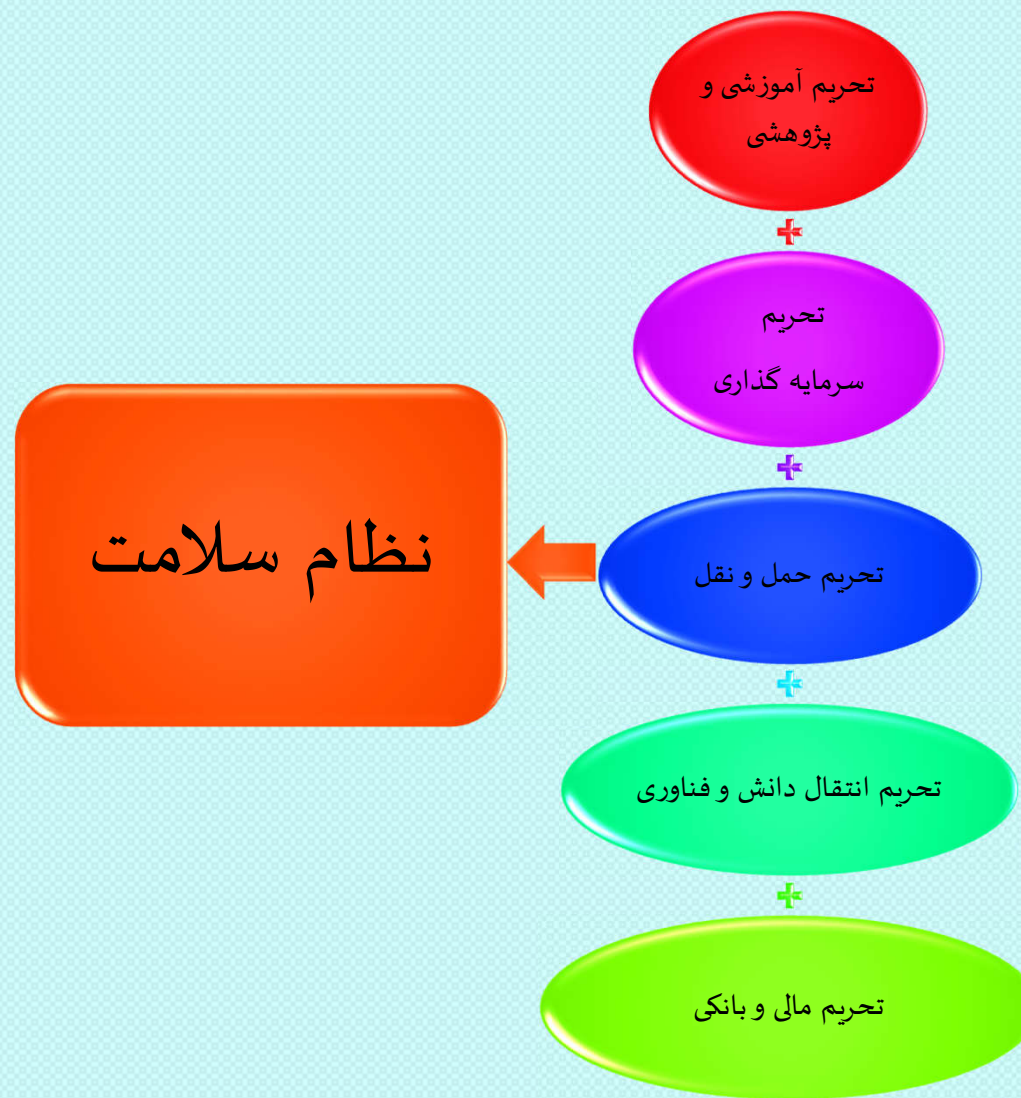 تحریم آموزشی و
پژوهشی
تحریم
سرمایه گذاری
تحریم حمل و نقل
تحریم انتقال دانش و فناوری
تحریم مالی و بانکی
نظام سلامت